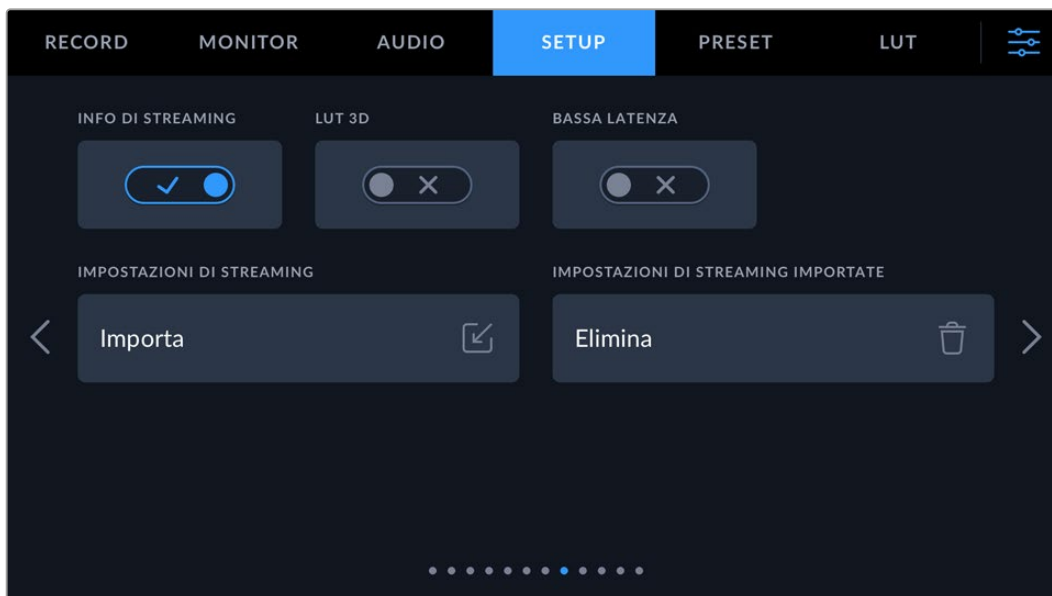 RECORD MONITOR AUDIO SETUP PRESET LUT
INFO DI STREAMING LUT 3D BASSA LATENZA
IMPOSTAZIONI DI STREAMING IMPOSTAZIONI DI STREAMING IMPORTATE
Importa Elimina